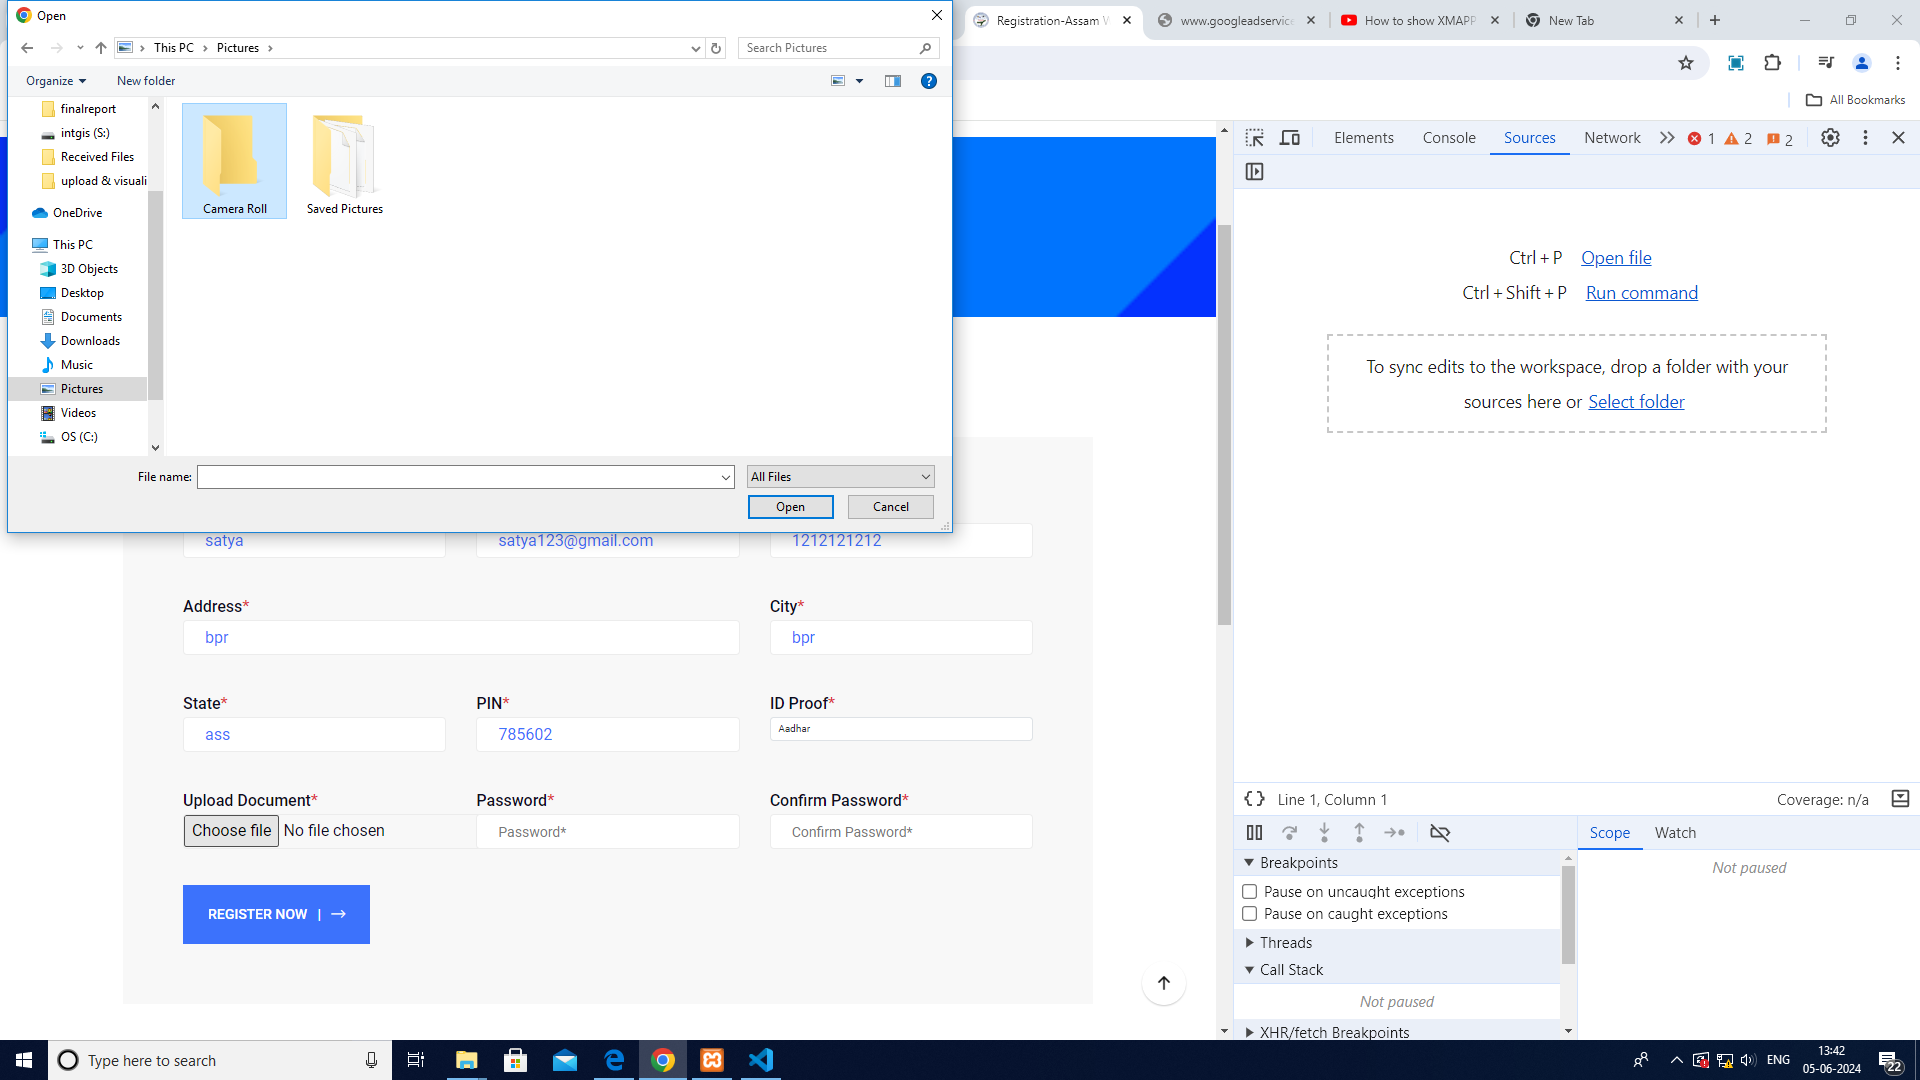 Open
Registration-Assam
www.googleadservice
How to show XMAPP
New Tab
This PC
Pictures
Search Pictures
Organize
New folder
All Bookmarks
finalreport
intgis (S:)
Received Files
upload & visuali
OneDrive
This PC
3D Objects
Desktop
Documents
Downloads
Music
Pictures
Videos
OS (C:)
Camera Roll
Saved Pictures
File name:
All Files
Open
Cancel
satya
satya123@gmail.com
1212121212
Address*
City*
bpr
bpr
State*
PIN*
ID Proof*
ass
785602
Aadhar
Upload Document*
Password*
Confirm Password*
Choose file No file chosen
Password*
Confirm Password*
REGISTER NOW |
Elements
Console
Sources
Network
1
2
2
Ctrl + P Open file
Ctrl + Shift + P Run command
To sync edits to the workspace, drop a folder with your
sources here or Select folder
Line 1, Column 1
Coverage: n/a
Scope
Watch
Breakpoints
Not paused
Pause on uncaught exceptions
Pause on caught exceptions
Threads
Call Stack
Not paused
XHR/fetch Breakpoints
Type here to search
ENG
13:42
05-06-2024
22